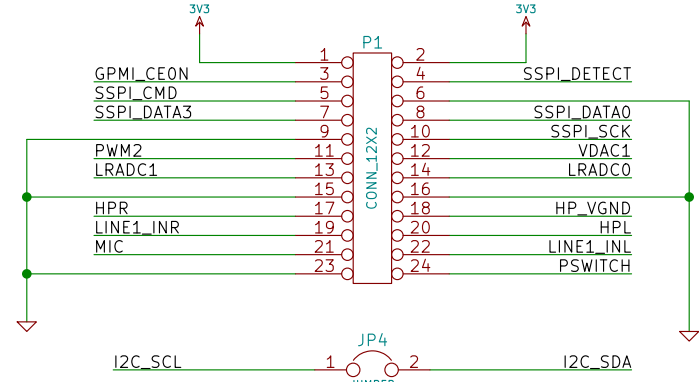 3V3 3V3
P1
1 2
GPMI_CE0N 3 4 SSPI_DETECT
SSPI_CMD 5 6
SSPI_DATA3 7 8 SSPI_DATA0
9 10 SSPI_SCK
PWM2 11 12 VDAC1
LRADC1 13 14 LRADC0
15 16
HPR 17 18 HP_VGND
LINE1_INR 19 20 HPL
MIC 21 22 LINE1_INL
23 24 PSWITCH
CONN_12X2
JP4
I2C_SCL 1 2 I2C_SDA